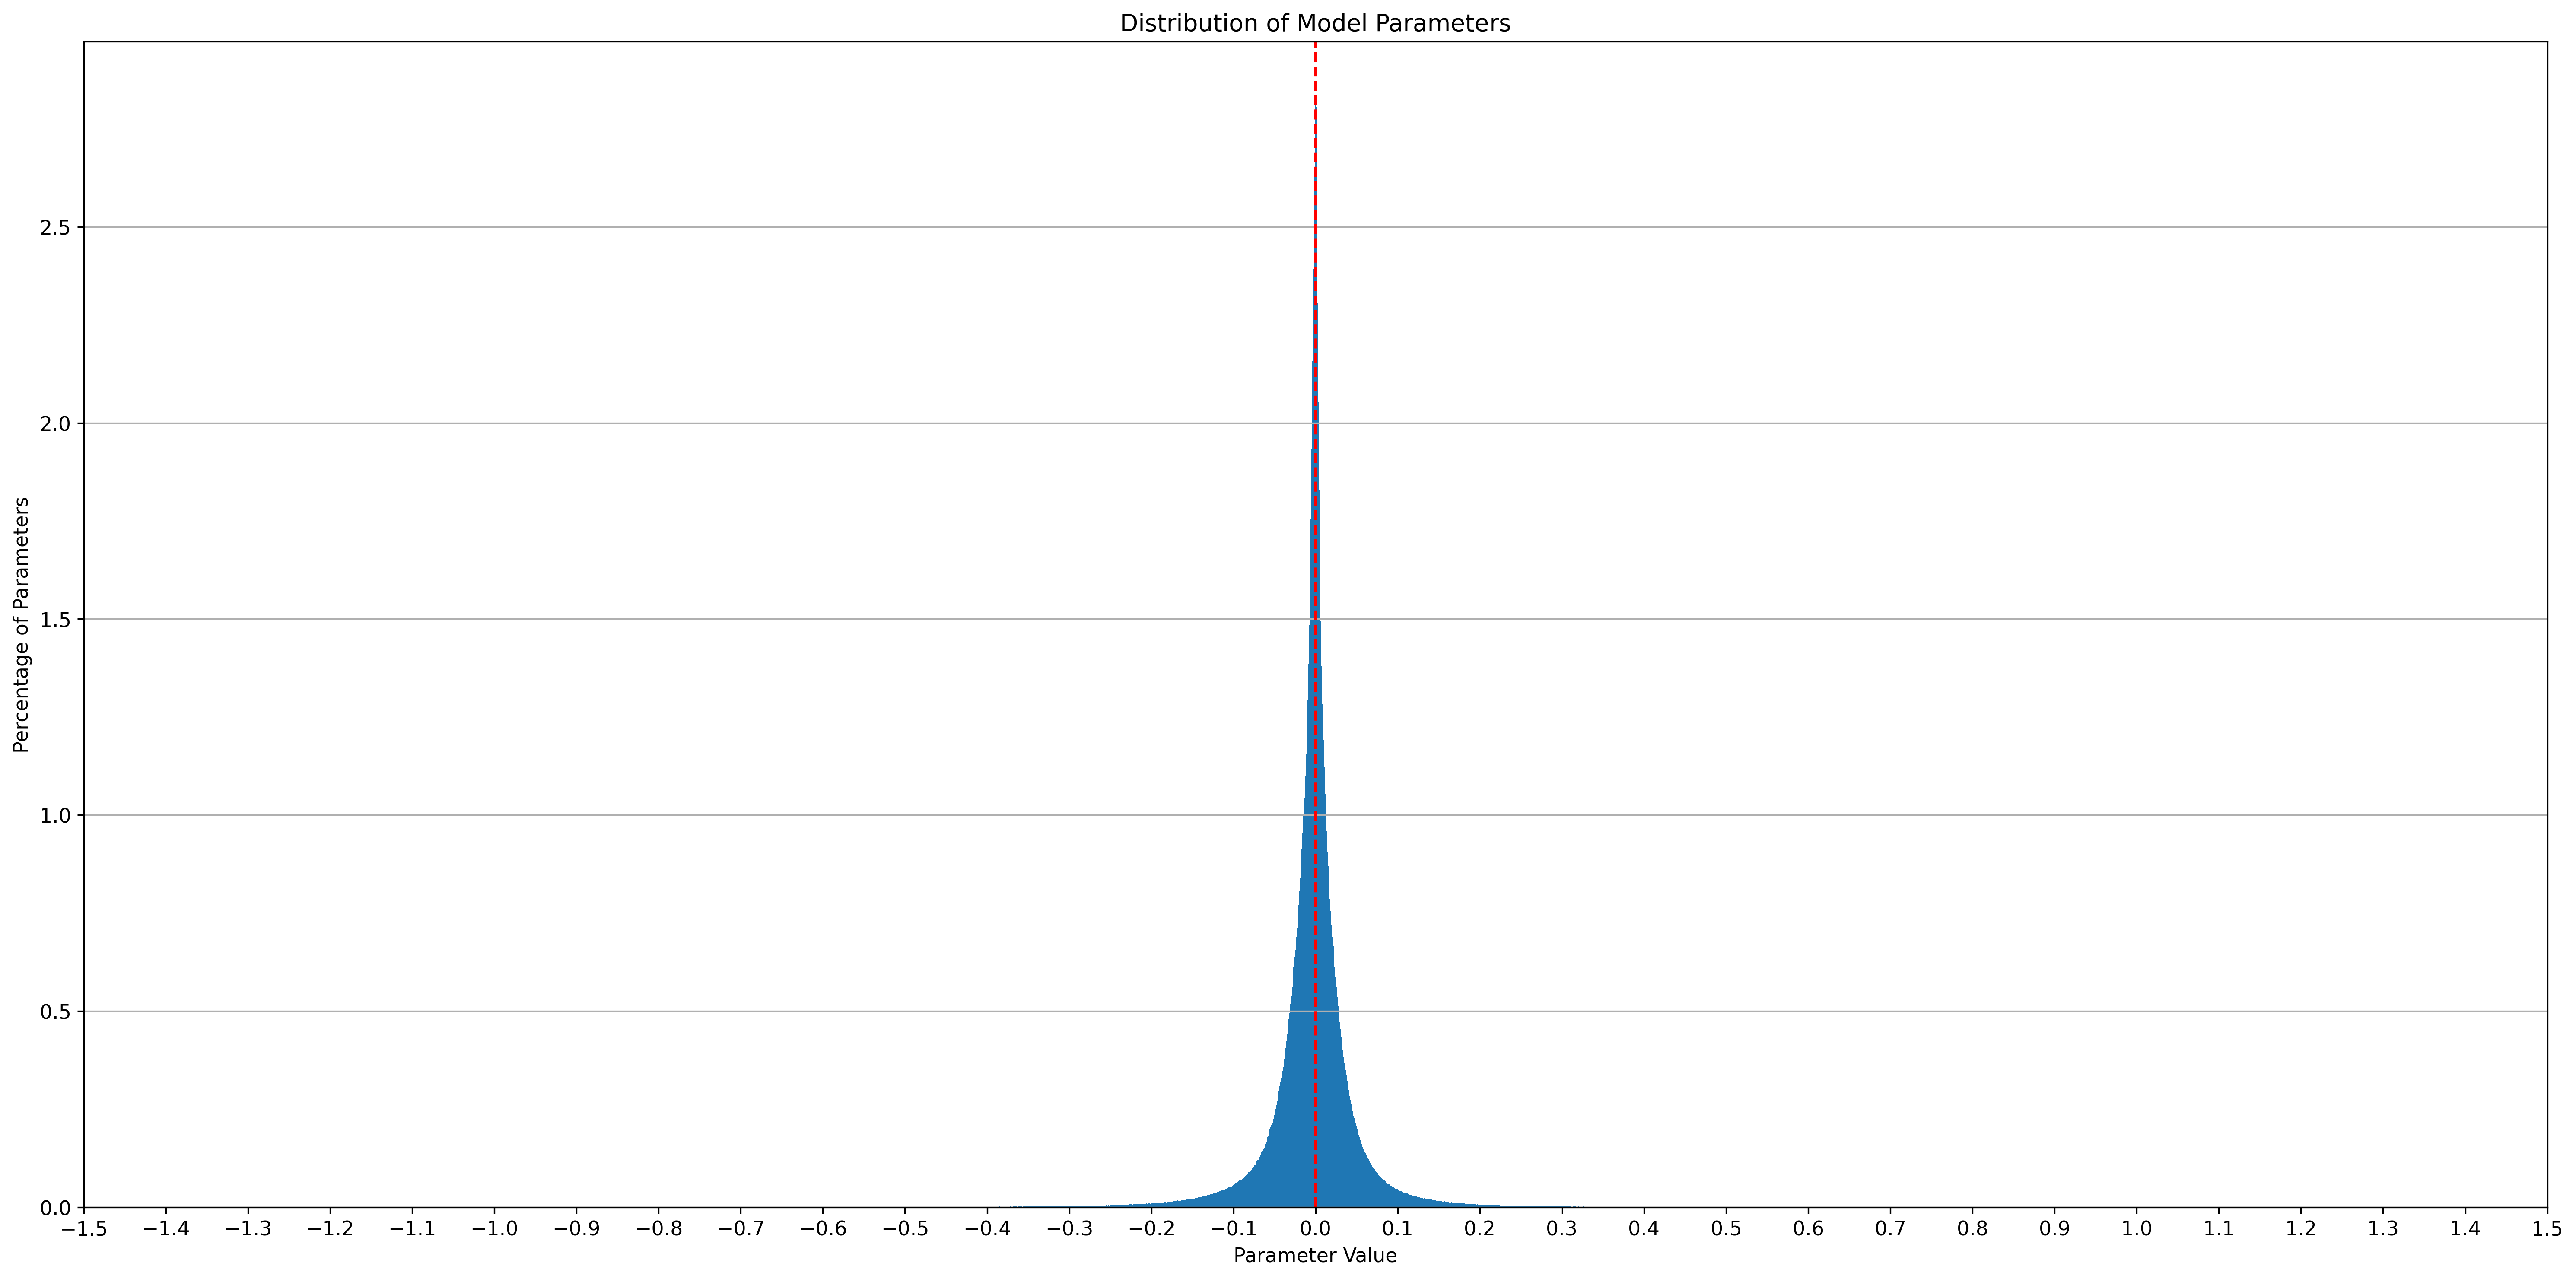 Distribution of Model Parameters
Percentage of Parameters
2.5
2.0
1.5
1.0
0.5
0.0
−1.5 −1.4 −1.3 −1.2 −1.1 −1.0 −0.9 −0.8 −0.7 −0.6 −0.5 −0.4 −0.3 −0.2 −0.1 0.0 0.1 0.2 0.3 0.4 0.5 0.6 0.7 0.8 0.9 1.0 1.1 1.2 1.3 1.4 1.5
Parameter Value